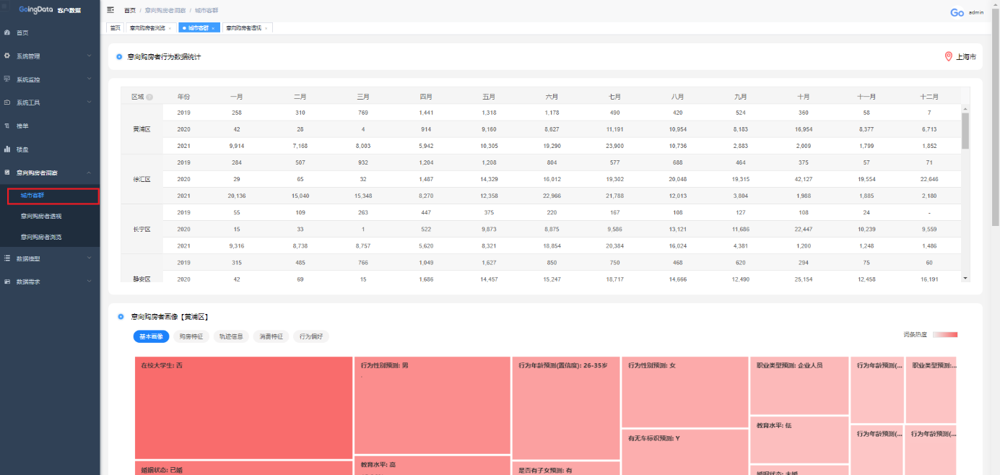 GoingData 客户数据
首页
系统管理
系统监控
系统工具
榜单
楼盘
意向购房者洞察
城市客群
意向购房者透视
意向购房者浏览
数据模型
数据需求
首页 / 意向购房者洞察 / 城市客群
Go admin
首页 意向购房者浏览 × 城市客群 × 意向购房者透视 ×
意向购房者行为数据统计
上海市
区域 年份 一月 二月 三月 四月 五月 六月 七月 八月 九月 十月 十一月 十二月
黄浦区
2019 258 310 769 1,441 1,318 1,178 490 420 524 360 58 7
2020 42 28 4 914 9,160 8,627 11,191 10,954 8,183 16,954 8,377 6,713
2021 9,914 7,168 8,003 5,942 10,305 19,290 23,900 10,736 2,883 2,009 1,799 1,852
徐汇区
2019 284 507 932 1,204 1,208 804 577 688 464 375 57 71
2020 29 65 32 1,487 14,329 16,012 19,302 20,048 19,315 42,127 19,554 22,646
2021 20,136 15,040 15,348 8,270 12,358 22,966 21,788 12,013 3,804 1,988 1,885 2,180
长宁区
2019 55 109 263 447 375 220 167 108 127 108 24 -
2020 15 33 1 522 9,873 8,875 9,586 13,121 11,686 22,447 10,239 9,559
2021 9,316 8,738 8,757 5,620 8,321 18,854 20,384 16,024 4,381 1,200 1,248 1,486
静安区
2019 315 485 766 1,049 1,627 850 750 468 620 294 75 60
2020 42 69 15 1,686 14,457 15,247 18,717 14,666 12,490 25,154 12,458 16,191
意向购房者画像【黄浦区】
基本画像 购房特征 轨迹信息 消费特征 行为偏好
词条热度
在校大学生: 否
行为性别预测: 男
行为年龄预测(置信度): 26-35岁
行为性别预测: 女
职业类型预测: 企业人员
行为年龄预测(...
职业类型预测:...
教育水平: 低
行为年龄预测(...
行为年龄预测(...
有无车标识预测: Y
婚姻状态: 已婚
教育水平: 高
是否有子女预测: 有
婚姻状态: 未婚